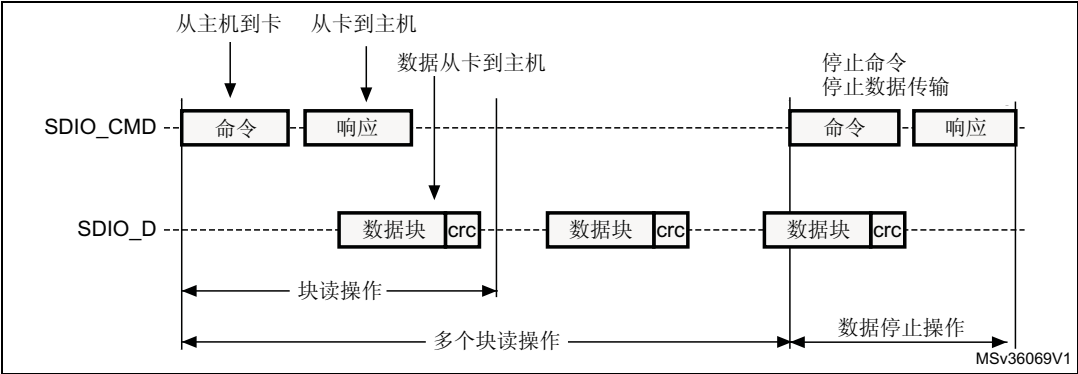 从主机到卡
从卡到主机
数据从卡到主机
停止命令
停止数据传输
SDIO_CMD
命令
响应
命令
响应
SDIO_D
数据块
crc
数据块
crc
数据块
crc
块读操作
多个块读操作
数据停止操作
MSv36069V1